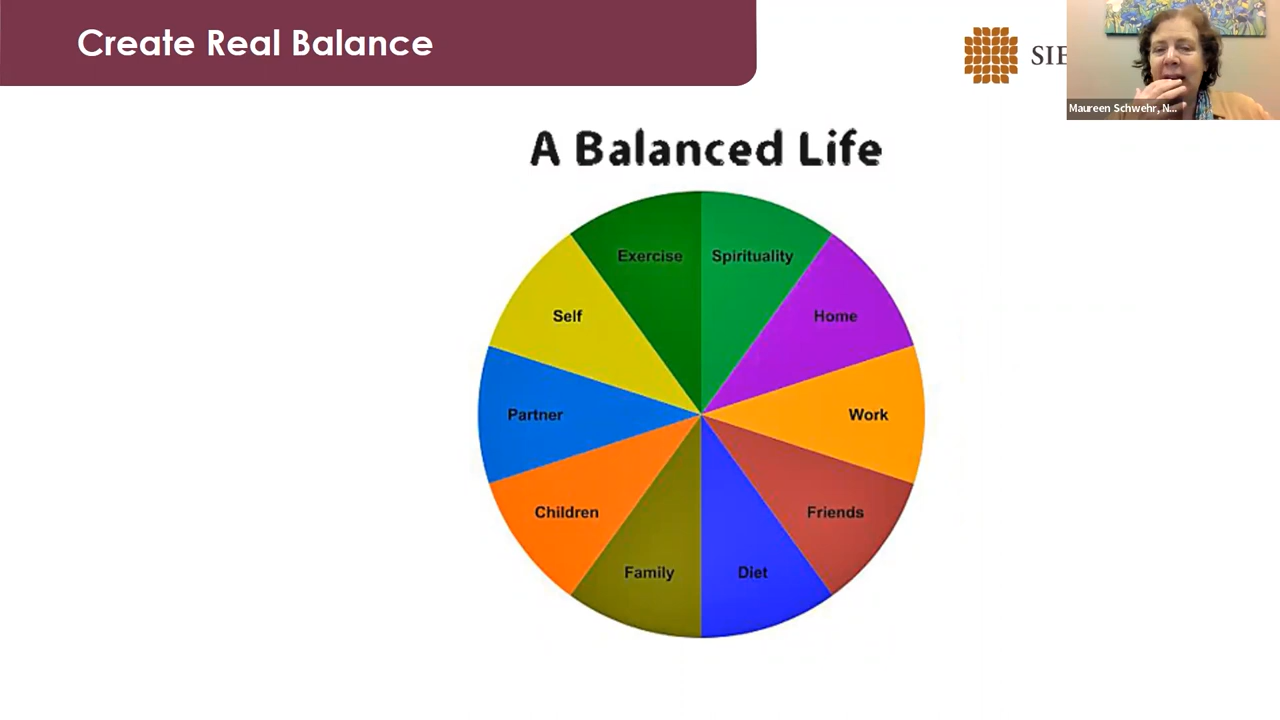 Create Real Balance
SIE
Maureen Schwehr, N...
A Balanced Life
Exercise
Spirituality
Self
Home
Partner
Work
Children
Friends
Family
Diet